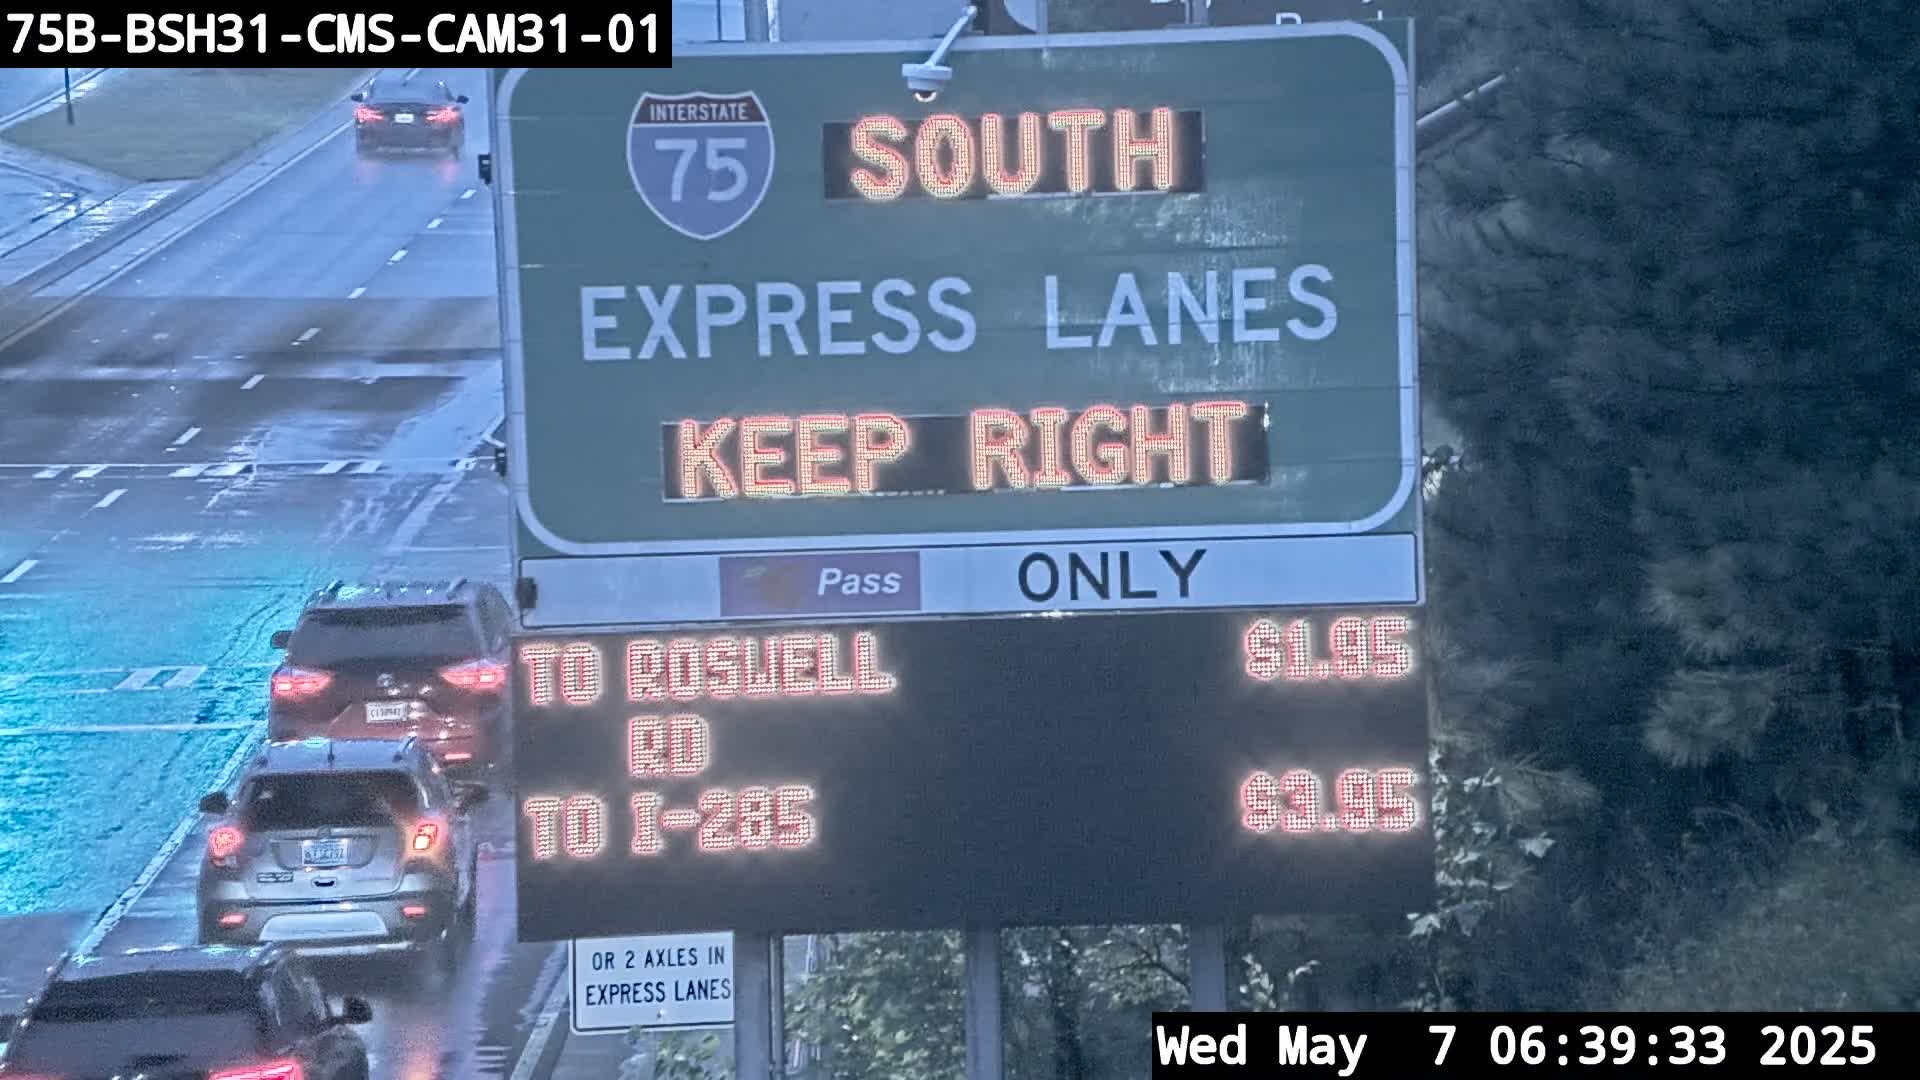 75B-BSH31-CMS-CAM31-01
INTERSTATE
75
SOUTH
EXPRESS LANES
KEEP RIGHT
Pass ONLY
TO ROSWELL $1.95
RD
TO I-285 $3.95
OR 2 AXLES IN
EXPRESS LANES
Wed May 7 06:39:33 2025